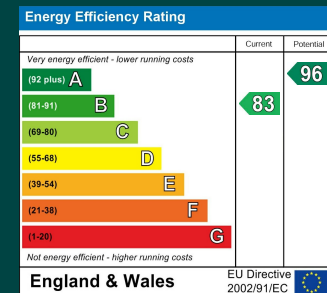 Energy Efficiency Rating
Current Potential
Very energy efficient - lower running costs
(92 plus) A
96
(81-91) B
83
(69-80) C
(55-68) D
(39-54) E
(21-38) F
(1-20) G
Not energy efficient - higher running costs
England & Wales
EU Directive
2002/91/EC